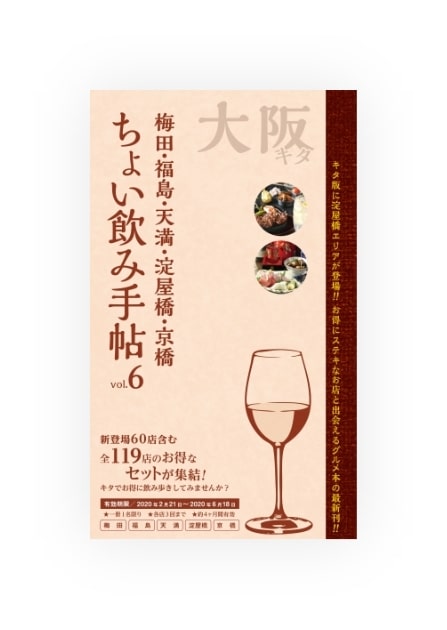 大阪
キタ
梅田・福島・天満・淀屋橋・京橋
ちょい飲み手帖
vol.6
キタ版に淀屋橋エリアが登場!! お得にステキなお店と出会えるグルメ本の最新刊!!
新登場60店含む
全119店のお得な
セットが集結!
キタでお得に飲み歩きしてみませんか?
有効期限/2020年2月21日〜2020年6月18日
★一冊1名限り ★各店3回まで ★約4ヶ月間有効
梅田 福島 天満 淀屋橋 京橋